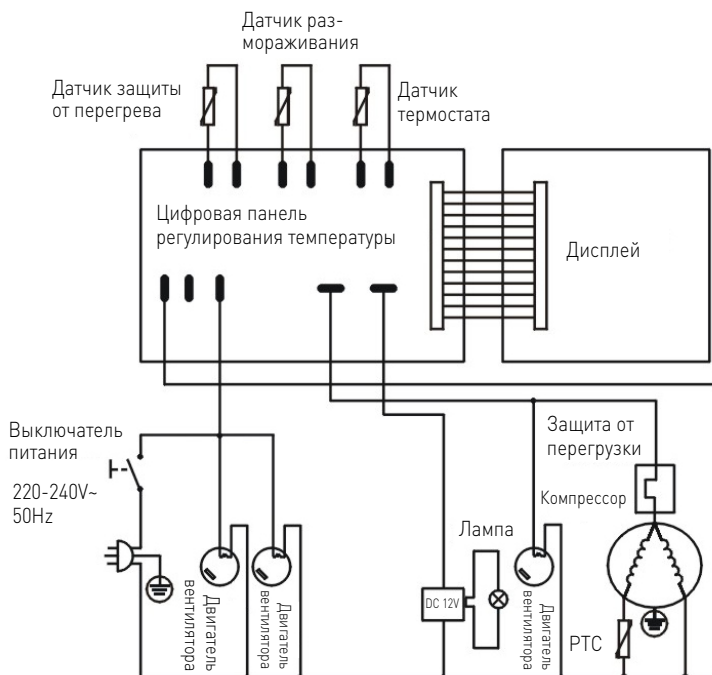 Датчик раз-
мораживания
Датчик защиты
от перегрева
Датчик
термостата
Цифровая панель
регулирования температуры
Дисплей
Выключатель
питания
220-240V~
50Hz
Защита от
перегрузки
Компрессор
Лампа
DC 12V
Двигатель
вентилятора
Двигатель
вентилятора
Двигатель
вентилятора
PTC